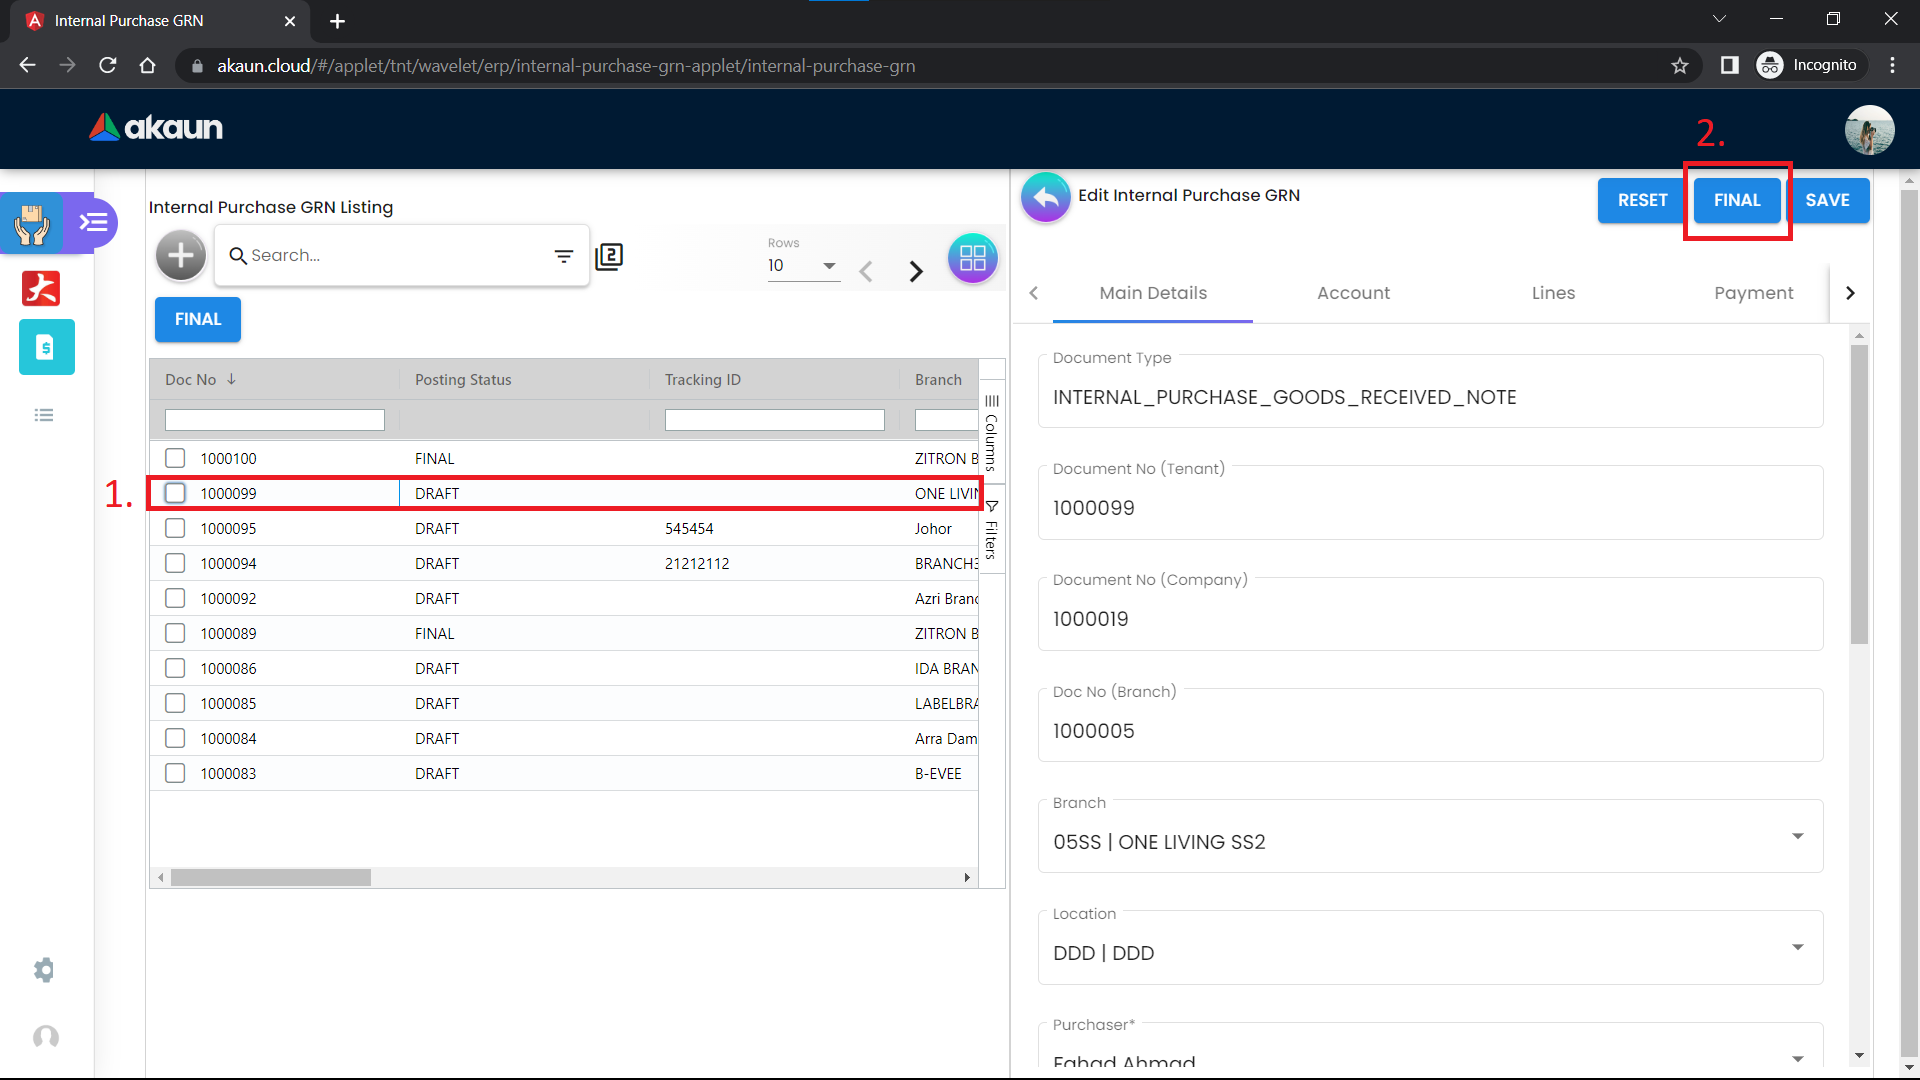 Internal Purchase GRN
akaun.cloud/#/applet/tnt/wavelet/erp/internal-purchase-grn-applet/internal-purchase-grn
Incognito
akaun
2.
Internal Purchase GRN Listing
Search...
2
Rows
10
FINAL
Doc No
Posting Status
Tracking ID
Branch
Columns
Filters
1000100 FINAL ZITRON B
1.
1000099 DRAFT ONE LIVIN
1000095 DRAFT 545454 Johor
1000094 DRAFT 21212112 BRANCH3
1000092 DRAFT Azri Branc
1000089 FINAL ZITRON B
1000086 DRAFT IDA BRAN
1000085 DRAFT LABELBRA
1000084 DRAFT Arra Dam
1000083 DRAFT B-EVEE
Edit Internal Purchase GRN
RESET
FINAL
SAVE
Main Details
Account
Lines
Payment
Document Type
INTERNAL_PURCHASE_GOODS_RECEIVED_NOTE
Document No (Tenant)
1000099
Document No (Company)
1000019
Doc No (Branch)
1000005
Branch
05SS | ONE LIVING SS2
Location
DDD | DDD
Purchaser*
Fahad Ahmad